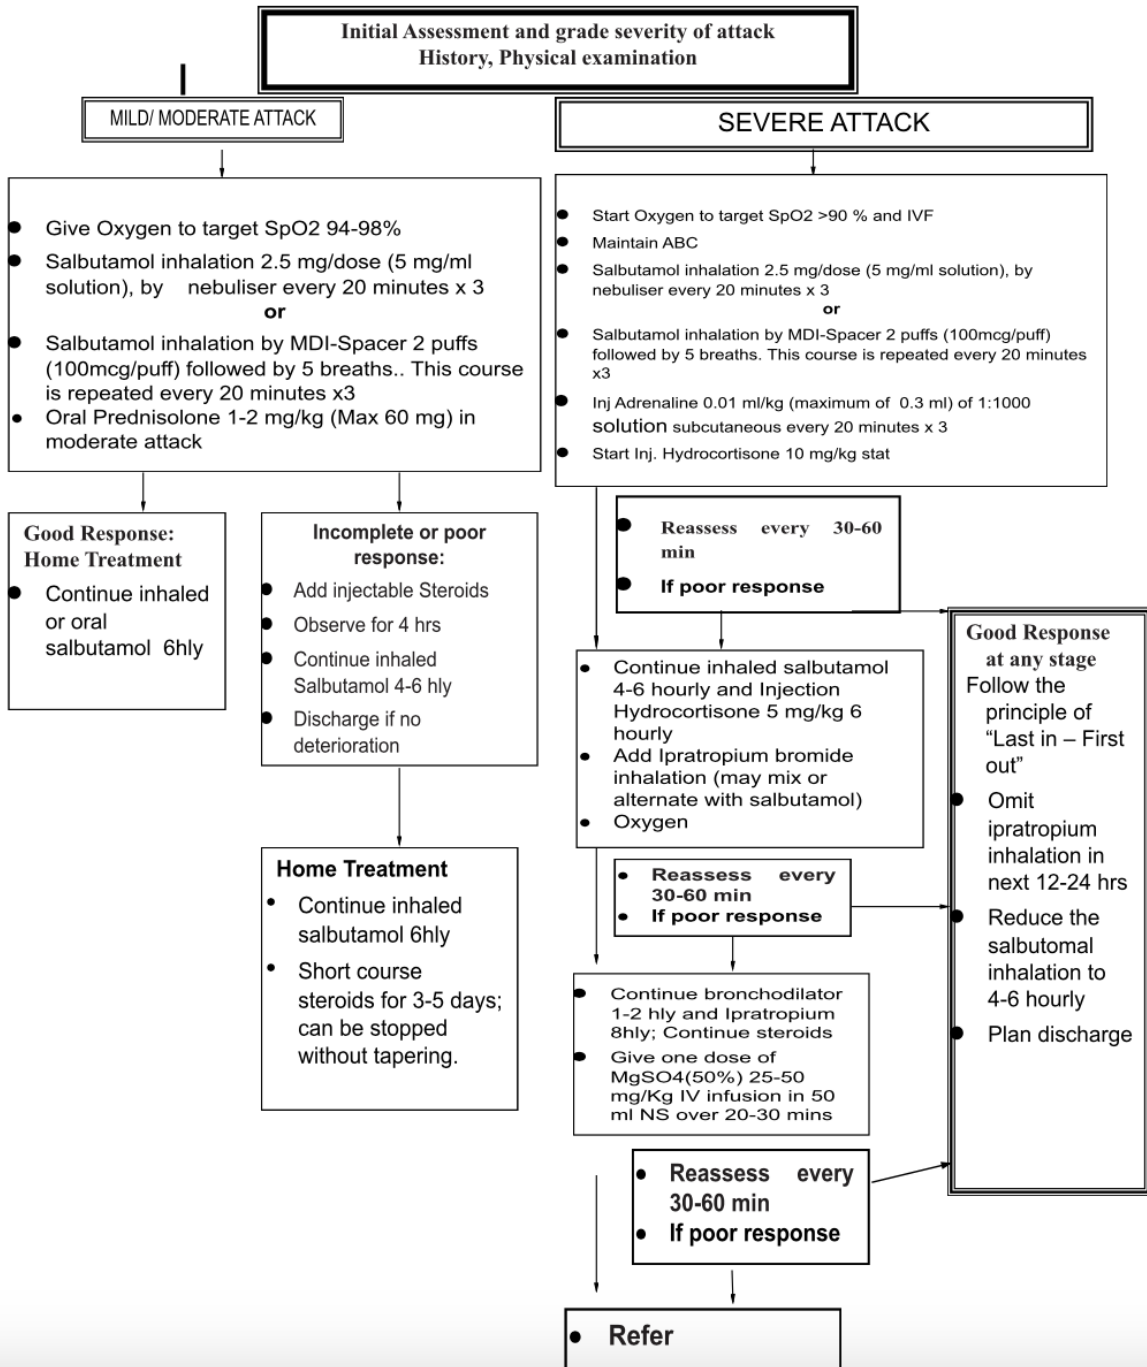 Initial Assessment and grade severity of attack
History, Physical examination
MILD/ MODERATE ATTACK
SEVERE ATTACK
Give Oxygen to target SpO2 94-98%
Salbutamol inhalation 2.5 mg/dose (5 mg/ml
solution), by nebuliser every 20 minutes x 3
or
Salbutamol inhalation by MDI-Spacer 2 puffs
(100mcg/puff) followed by 5 breaths.. This course
is repeated every 20 minutes x3
Oral Prednisolone 1-2 mg/kg (Max 60 mg) in
moderate attack
Start Oxygen to target SpO2 >90 % and IVF
Maintain ABC
Salbutamol inhalation 2.5 mg/dose (5 mg/ml solution), by
nebuliser every 20 minutes x 3
or
Salbutamol inhalation by MDI-Spacer 2 puffs (100mcg/puff)
followed by 5 breaths. This course is repeated every 20 minutes
x3
Inj Adrenaline 0.01 ml/kg (maximum of 0.3 ml) of 1:1000
solution subcutaneous every 20 minutes x 3
Start Inj. Hydrocortisone 10 mg/kg stat
Good Response:
Home Treatment
Continue inhaled
or oral
salbutamol 6hly
Incomplete or poor
response:
Add injectable Steroids
Observe for 4 hrs
Continue inhaled
Salbutamol 4-6 hly
Discharge if no
deterioration
Home Treatment
Continue inhaled
salbutamol 6hly
Short course
steroids for 3-5 days;
can be stopped
without tapering.
Reassess every 30-60
min
If poor response
Continue inhaled salbutamol
4-6 hourly and Injection
Hydrocortisone 5 mg/kg 6
hourly
Add Ipratropium bromide
inhalation (may mix or
alternate with salbutamol)
Oxygen
Reassess every
30-60 min
If poor response
Continue bronchodilator
1-2 hly and Ipratropium
8hly; Continue steroids
Give one dose of
MgSO4(50%) 25-50
mg/Kg IV infusion in 50
ml NS over 20-30 mins
Reassess every
30-60 min
If poor response
Refer
Good Response
at any stage
Follow the
principle of
“Last in – First
out”
Omit
ipratropium
inhalation in
next 12-24 hrs
Reduce the
salbutomal
inhalation to
4-6 hourly
Plan discharge